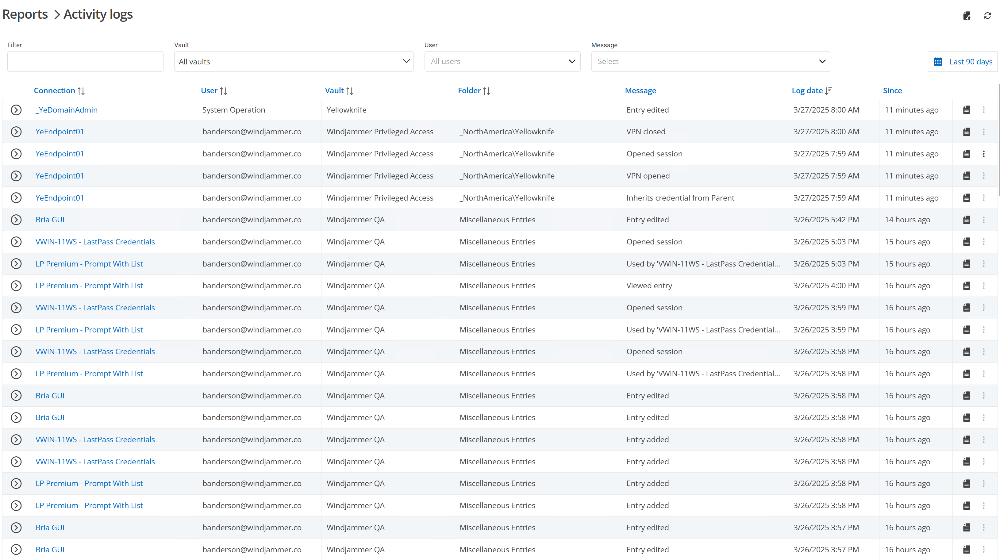 Reports > Activity logs
Filter Vault User Message
All vaults All users Select Last 90 days
Connection User Vault Folder Message Log date Since
_YeDomainAdmin System Operation Yellowknife Entry edited 3/27/2025 8:00 AM 11 minutes ago
YeEndpoint01 banderson@windjammer.co Windjammer Privileged Access _NorthAmerica\Yellowknife VPN closed 3/27/2025 8:00 AM 11 minutes ago
YeEndpoint01 banderson@windjammer.co Windjammer Privileged Access _NorthAmerica\Yellowknife Opened session 3/27/2025 7:59 AM 11 minutes ago
YeEndpoint01 banderson@windjammer.co Windjammer Privileged Access _NorthAmerica\Yellowknife VPN opened 3/27/2025 7:59 AM 11 minutes ago
YeEndpoint01 banderson@windjammer.co Windjammer Privileged Access _NorthAmerica\Yellowknife Inherits credential from Parent 3/27/2025 7:59 AM 11 minutes ago
Bria GUI banderson@windjammer.co Windjammer QA Miscellaneous Entries Entry edited 3/26/2025 5:42 PM 14 hours ago
VWIN-11WS - LastPass Credentials banderson@windjammer.co Windjammer QA Miscellaneous Entries Opened session 3/26/2025 5:03 PM 15 hours ago
LP Premium - Prompt With List banderson@windjammer.co Windjammer QA Miscellaneous Entries Used by 'VWIN-11WS - LastPass Credential... 3/26/2025 5:03 PM 15 hours ago
LP Premium - Prompt With List banderson@windjammer.co Windjammer QA Miscellaneous Entries Viewed entry 3/26/2025 4:00 PM 16 hours ago
VWIN-11WS - LastPass Credentials banderson@windjammer.co Windjammer QA Miscellaneous Entries Opened session 3/26/2025 3:59 PM 16 hours ago
LP Premium - Prompt With List banderson@windjammer.co Windjammer QA Miscellaneous Entries Used by 'VWIN-11WS - LastPass Credential... 3/26/2025 3:59 PM 16 hours ago
VWIN-11WS - LastPass Credentials banderson@windjammer.co Windjammer QA Miscellaneous Entries Opened session 3/26/2025 3:58 PM 16 hours ago
LP Premium - Prompt With List banderson@windjammer.co Windjammer QA Miscellaneous Entries Used by 'VWIN-11WS - LastPass Credential... 3/26/2025 3:58 PM 16 hours ago
Bria GUI banderson@windjammer.co Windjammer QA Miscellaneous Entries Entry edited 3/26/2025 3:58 PM 16 hours ago
Bria GUI banderson@windjammer.co Windjammer QA Miscellaneous Entries Entry edited 3/26/2025 3:58 PM 16 hours ago
VWIN-11WS - LastPass Credentials banderson@windjammer.co Windjammer QA Miscellaneous Entries Entry added 3/26/2025 3:58 PM 16 hours ago
VWIN-11WS - LastPass Credentials banderson@windjammer.co Windjammer QA Miscellaneous Entries Entry added 3/26/2025 3:58 PM 16 hours ago
LP Premium - Prompt With List banderson@windjammer.co Windjammer QA Miscellaneous Entries Entry added 3/26/2025 3:58 PM 16 hours ago
LP Premium - Prompt With List banderson@windjammer.co Windjammer QA Miscellaneous Entries Entry added 3/26/2025 3:58 PM 16 hours ago
Bria GUI banderson@windjammer.co Windjammer QA Miscellaneous Entries Entry edited 3/26/2025 3:57 PM 16 hours ago
Bria GUI banderson@windjammer.co Windjammer QA Miscellaneous Entries Entry edited 3/26/2025 3:57 PM 16 hours ago